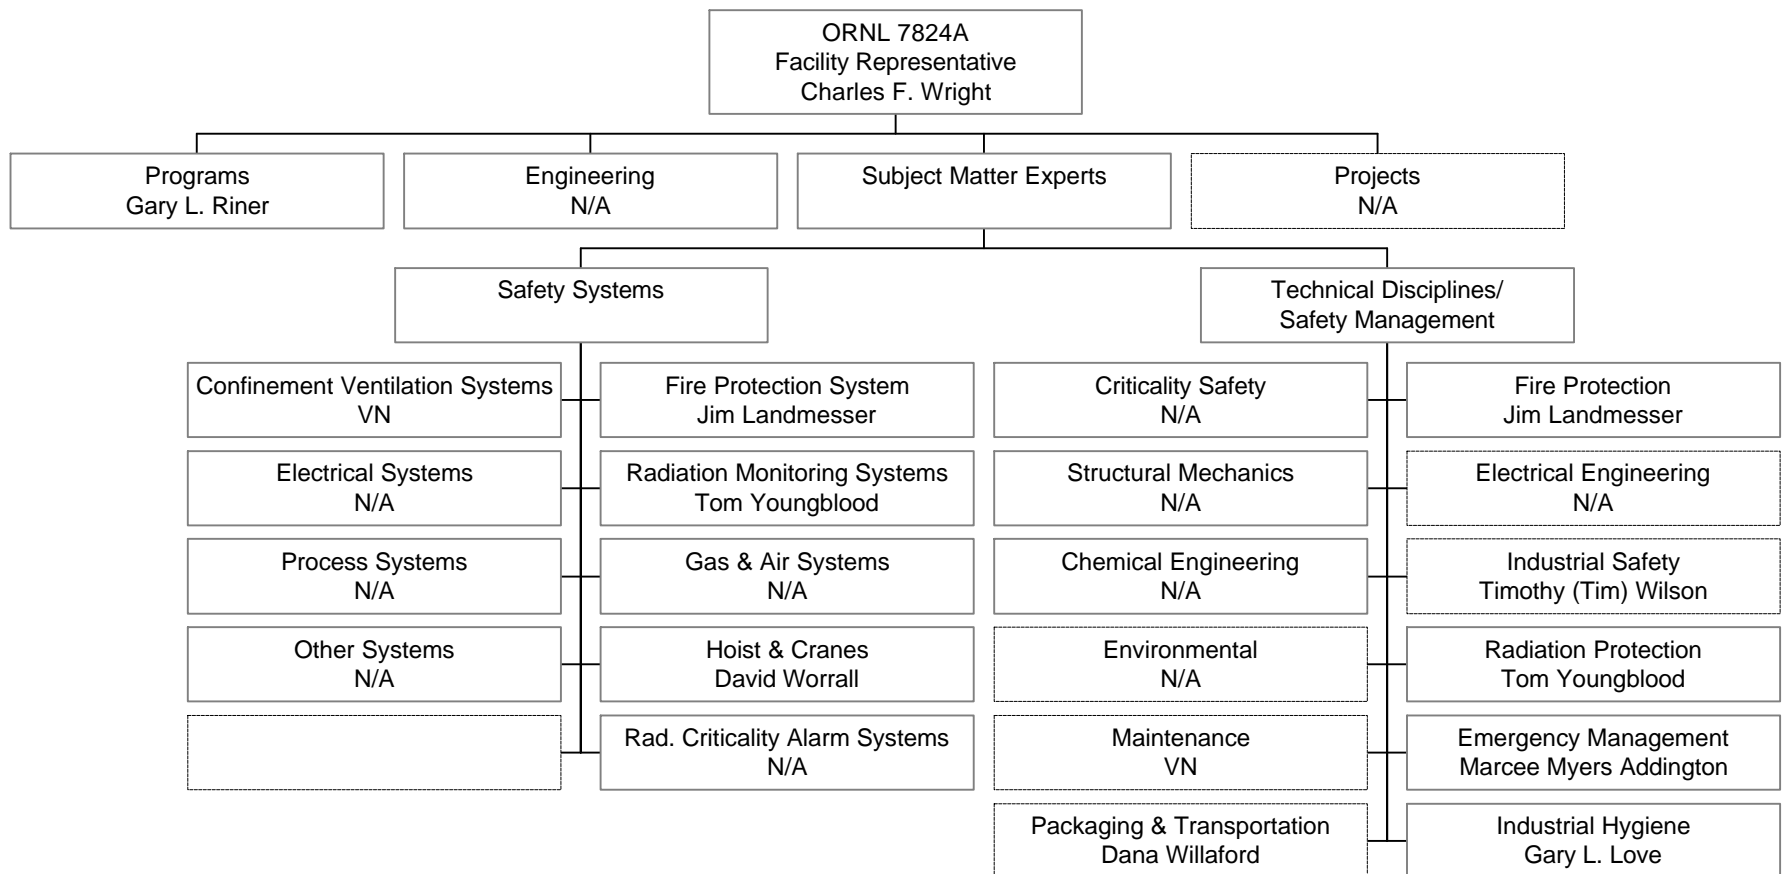 ORNL 7824A
Facility Representative
Charles F. Wright
Programs
Gary L. Riner
Engineering
N/A
Subject Matter Experts
Projects
N/A
Safety Systems
Technical Disciplines/
Safety Management
Confinement Ventilation Systems
VN
Fire Protection System
Jim Landmesser
Criticality Safety
N/A
Fire Protection
Jim Landmesser
Electrical Systems
N/A
Radiation Monitoring Systems
Tom Youngblood
Structural Mechanics
N/A
Electrical Engineering
N/A
Process Systems
N/A
Gas & Air Systems
N/A
Chemical Engineering
N/A
Industrial Safety
Timothy (Tim) Wilson
Other Systems
N/A
Hoist & Cranes
David Worrall
Environmental
N/A
Radiation Protection
Tom Youngblood
Rad. Criticality Alarm Systems
N/A
Maintenance
VN
Emergency Management
Marcee Myers Addington
Packaging & Transportation
Dana Willaford
Industrial Hygiene
Gary L. Love